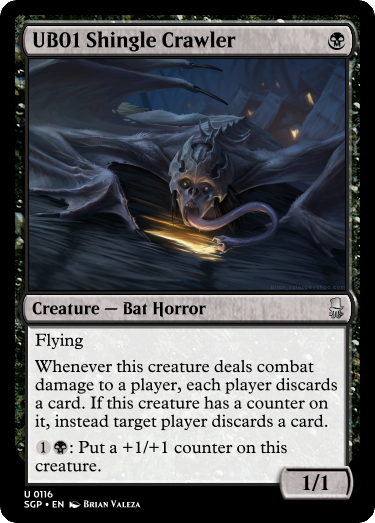 UB01 Shingle Crawler
Creature — Bat Horror
Flying
Whenever this creature deals combat
damage to a player, each player discards
a card. If this creature has a counter on
it, instead target player discards a card.
1 : Put a +1/+1 counter on this
creature.
1/1
U 0116
SGP • EN Brian Valeza